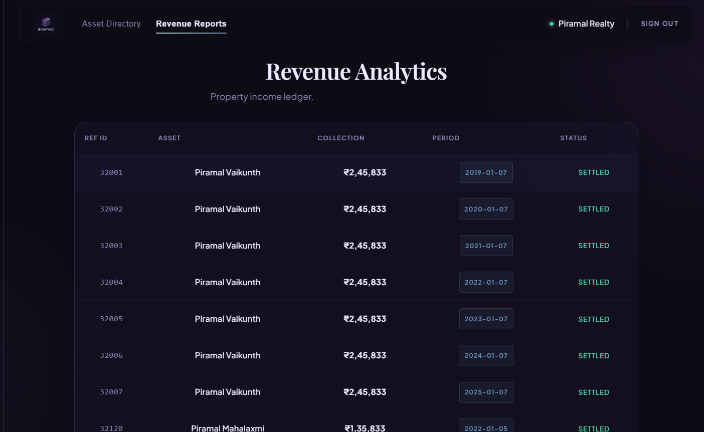 Asset Directory
Revenue Reports
Piramal Realty
SIGN OUT
Revenue Analytics
Property income ledger.
REF ID ASSET COLLECTION PERIOD STATUS
32001 Piramal Vaikunth ₹2,45,833 2019-01-07 SETTLED
32002 Piramal Vaikunth ₹2,45,833 2020-01-07 SETTLED
32003 Piramal Vaikunth ₹2,45,833 2021-01-07 SETTLED
32004 Piramal Vaikunth ₹2,45,833 2022-01-07 SETTLED
32005 Piramal Vaikunth ₹2,45,833 2023-01-07 SETTLED
32006 Piramal Vaikunth ₹2,45,833 2024-01-07 SETTLED
32007 Piramal Vaikunth ₹2,45,833 2025-01-07 SETTLED
32120 Piramal Mahalaxmi ₹1,35,833 2022-01-05 SETTLED